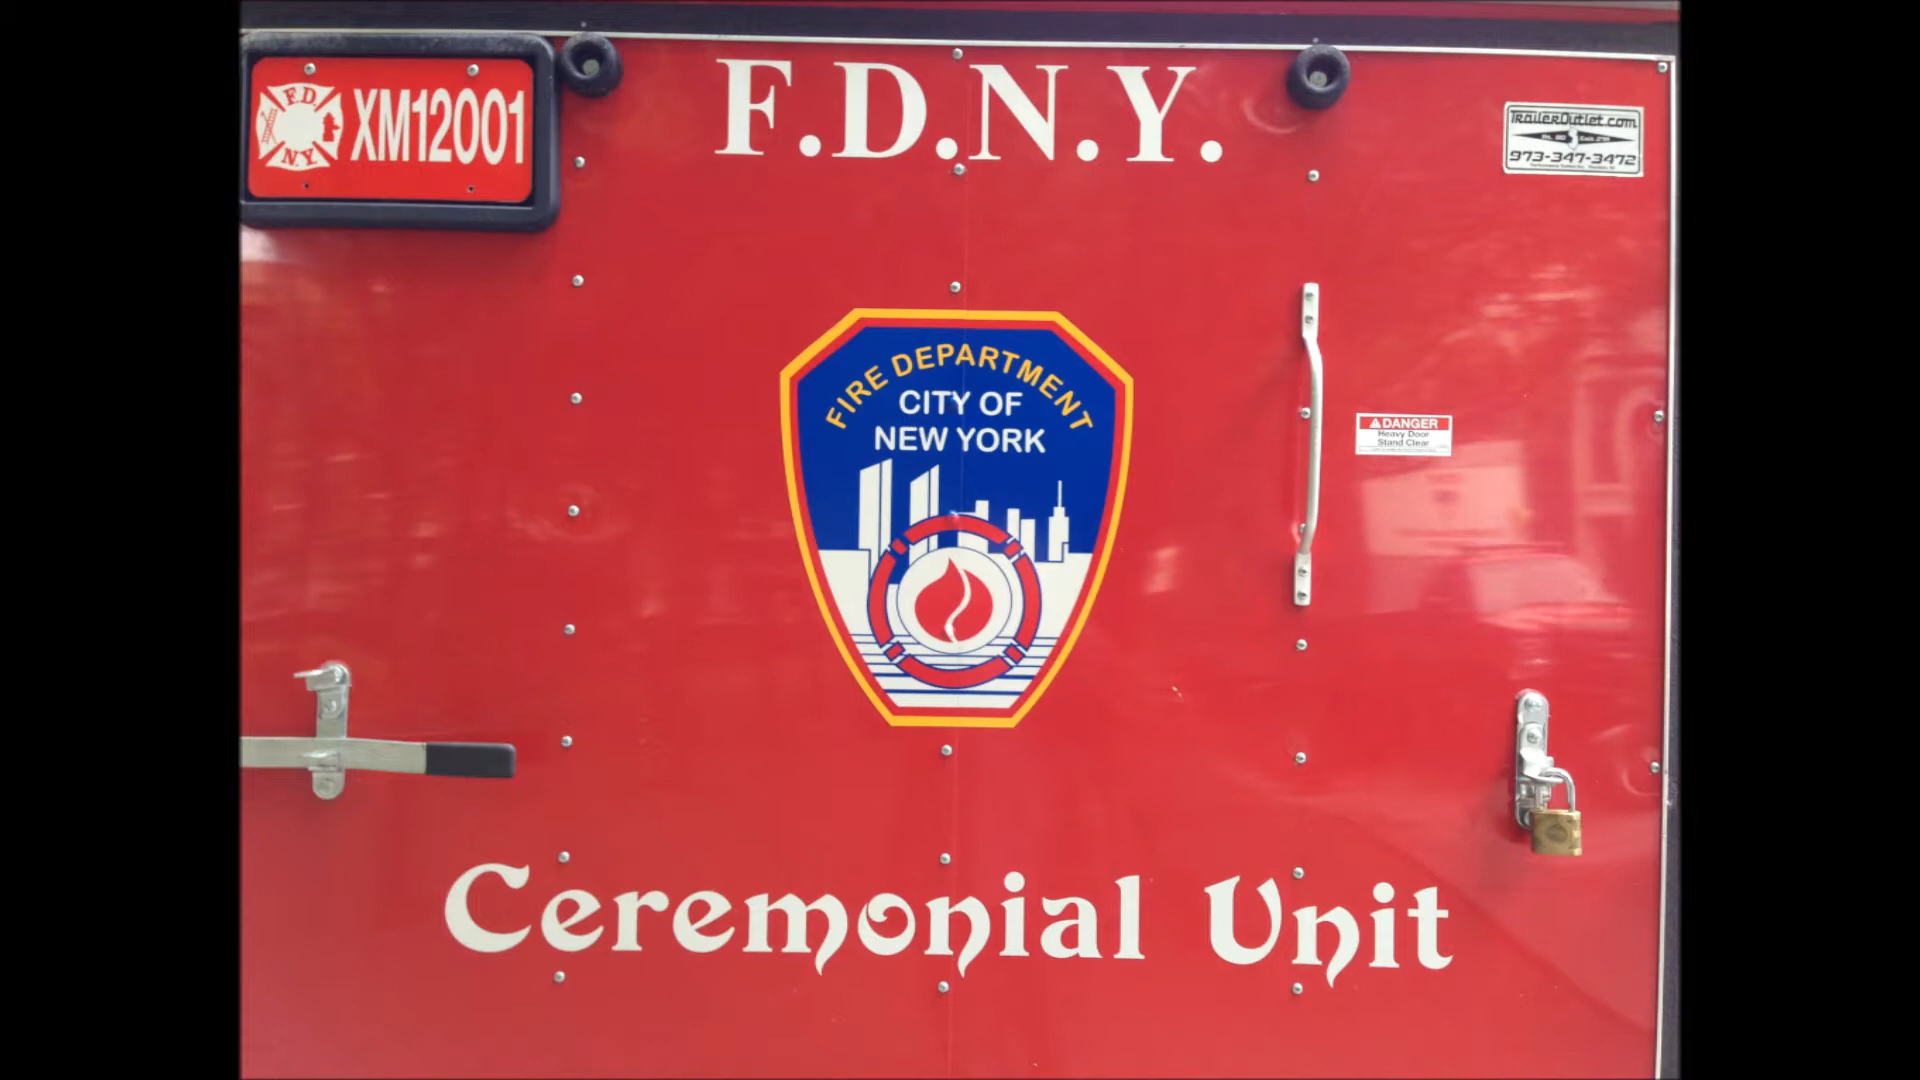 F.D.
N.Y.
XM12001
F.D.N.Y.
TrailerOutlet.com
973-347-3472
FIRE DEPARTMENT
CITY OF
NEW YORK
DANGER
Heavy Door
Stand Clear
Ceremonial Unit